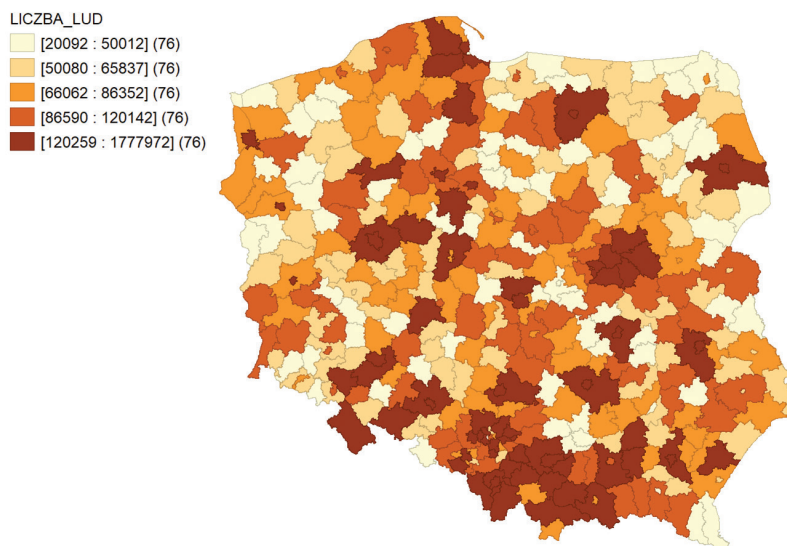 LICZBA_LUD
[20092 : 50012] (76)
[50080 : 65837] (76)
[66062 : 86352] (76)
[86590 : 120142] (76)
[120259 : 1777972] (76)